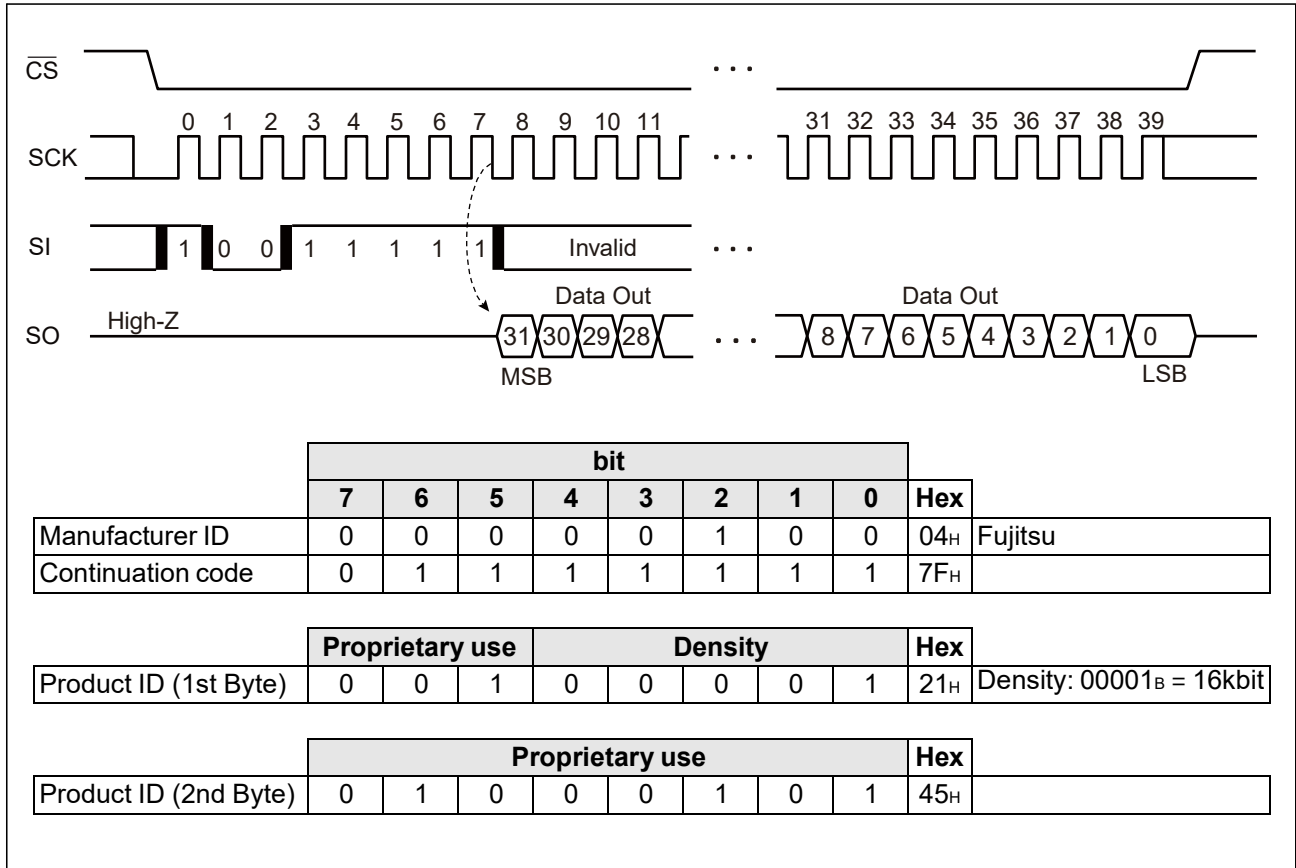 CS
. . .
0 1 2 3 4 5 6 7 8 9 10 11 31 32 33 34 35 36 37 38 39
SCK . . .
SI 1 0 0 1 1 1 1 1 Invalid . . .
Data Out Data Out
High-Z
SO 31 30 29 28 . . . 8 7 6 5 4 3 2 1 0
MSB LSB
bit
7 6 5 4 3 2 1 0 Hex
Manufacturer ID 0 0 0 0 0 1 0 0 04H Fujitsu
Continuation code 0 1 1 1 1 1 1 1 7FH
Proprietary use Density Hex
Product ID (1st Byte) 0 0 1 0 0 0 0 1 21H Density: 00001B = 16kbit
Proprietary use Hex
Product ID (2nd Byte) 0 1 0 0 0 1 0 1 45H